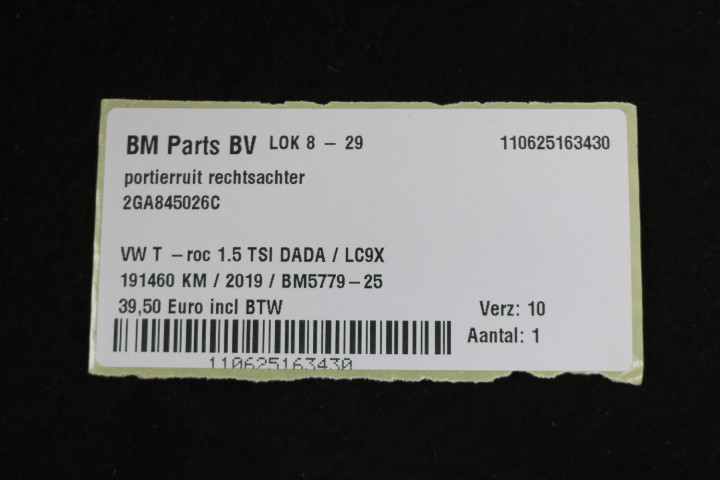 BM Parts BV LOK 8 - 29 110625163430
portierruit rechtsachter
2GA845026C
VW T -roc 1.5 TSI DADA / LC9X
191460 KM / 2019 / BM5779-25
39,50 Euro incl BTW
Verz: 10
Aantal: 1
110625163430